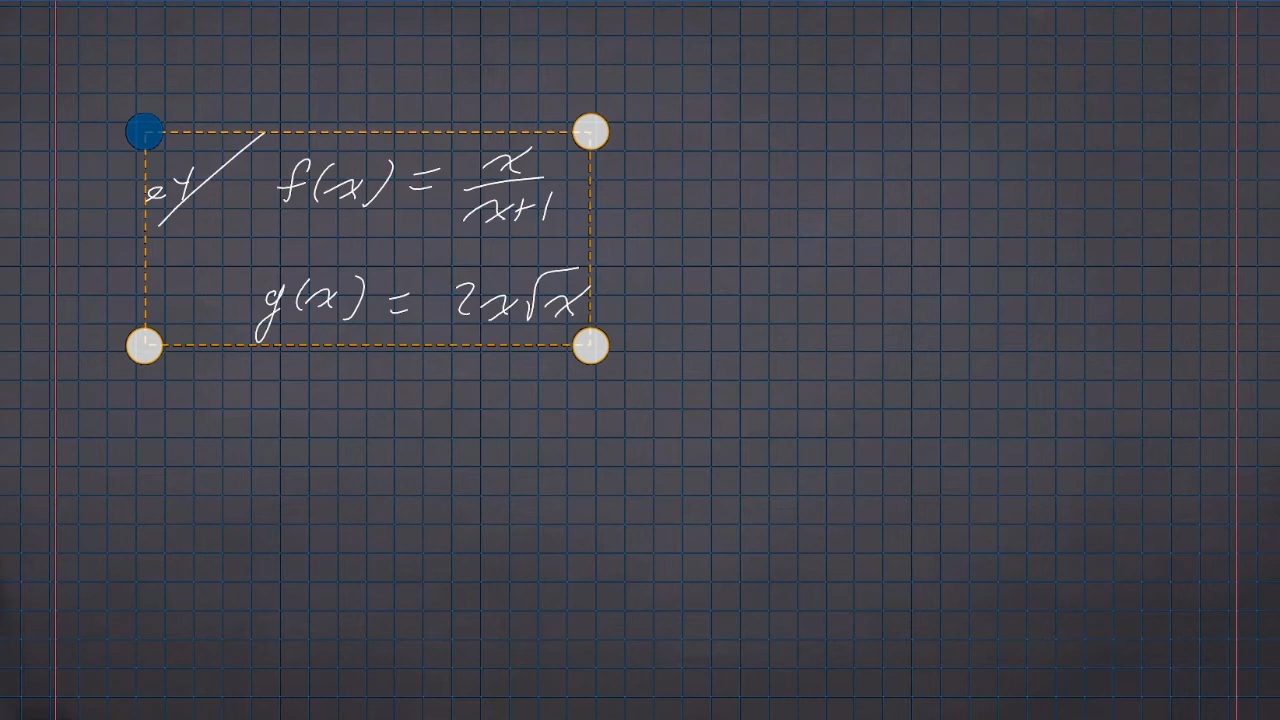 f(x) = x/(x+1)
g(x) = 2x√x